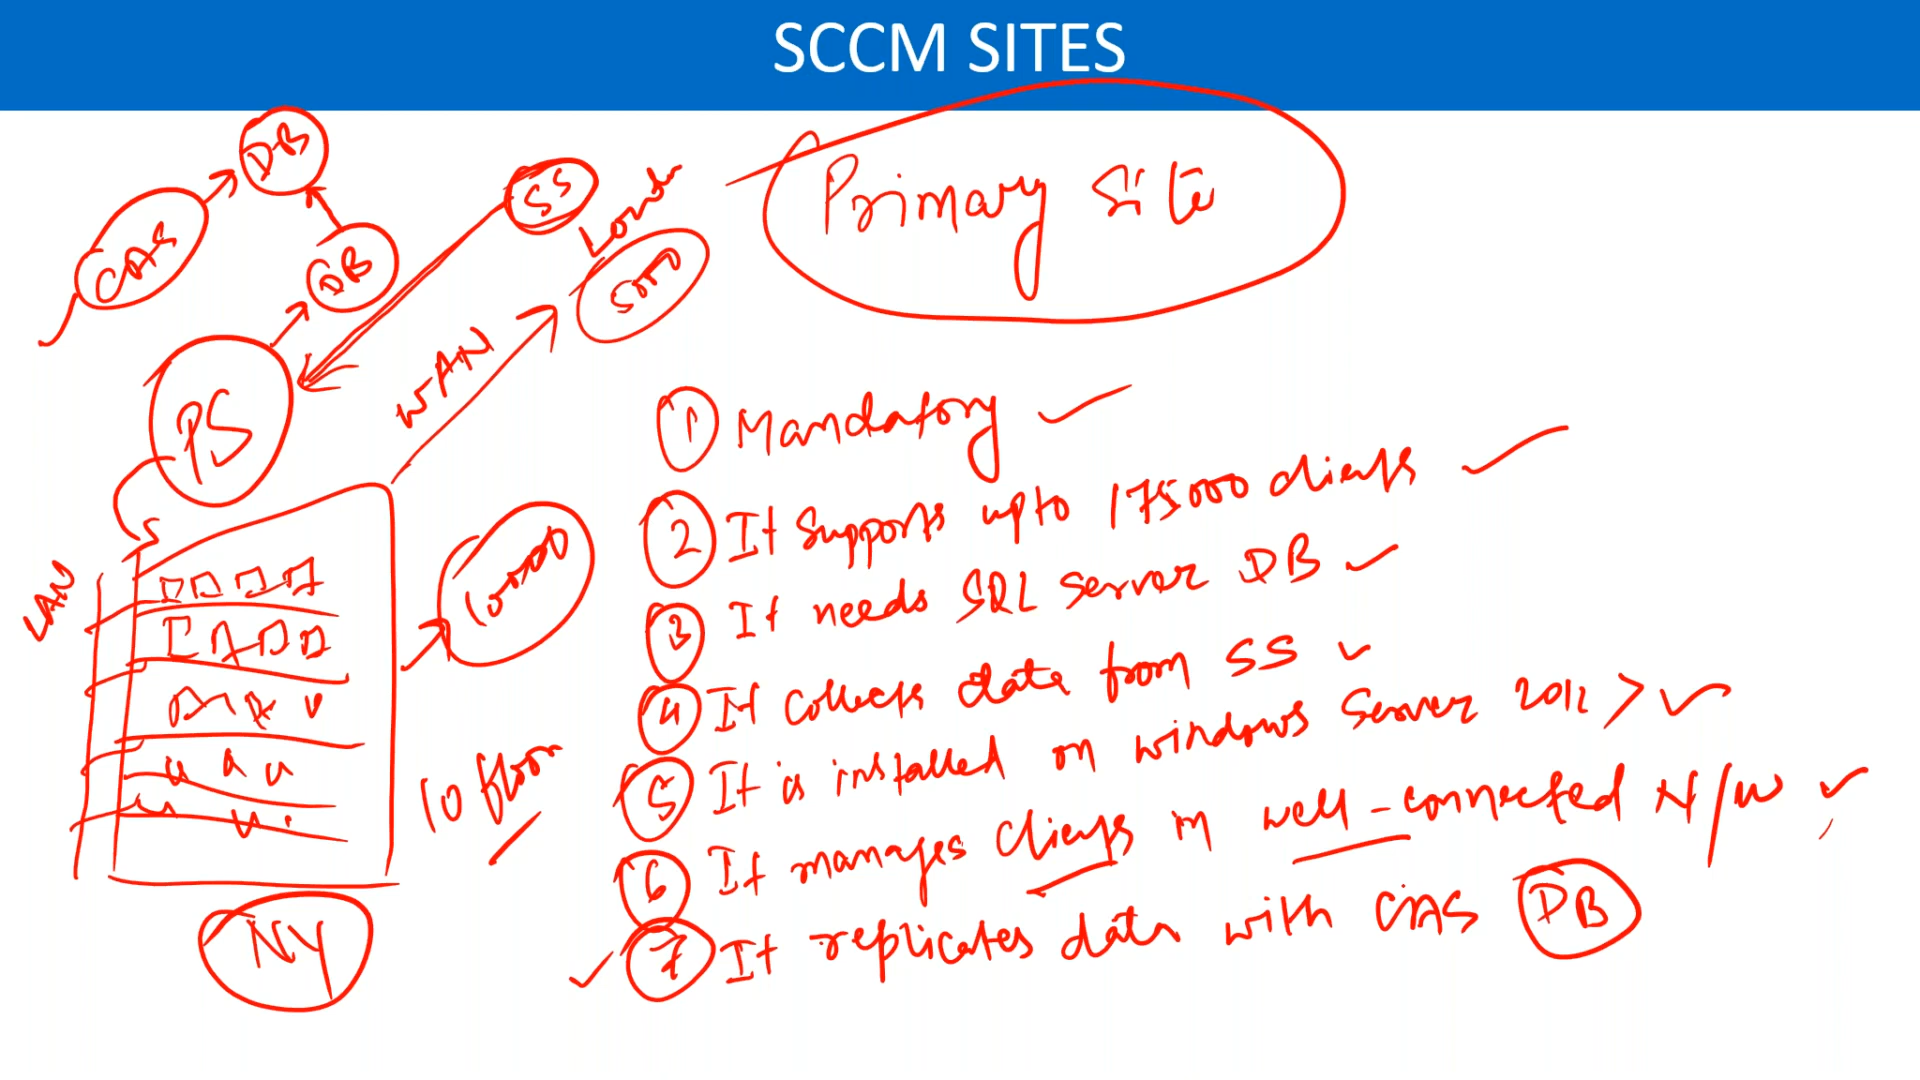 SCCM SITES
Primary Site
DB
CAS
DB
SS
WAN
PS
LAN
10 floor
NY
1 Mandatory
2 It supports upto 175000 clients
3 It needs SQL Server DB
4 It collects data from SS
5 It is installed on windows Server 2012 >
6 It manages clients in well-connected N/W
7 It replicates data with CAS DB